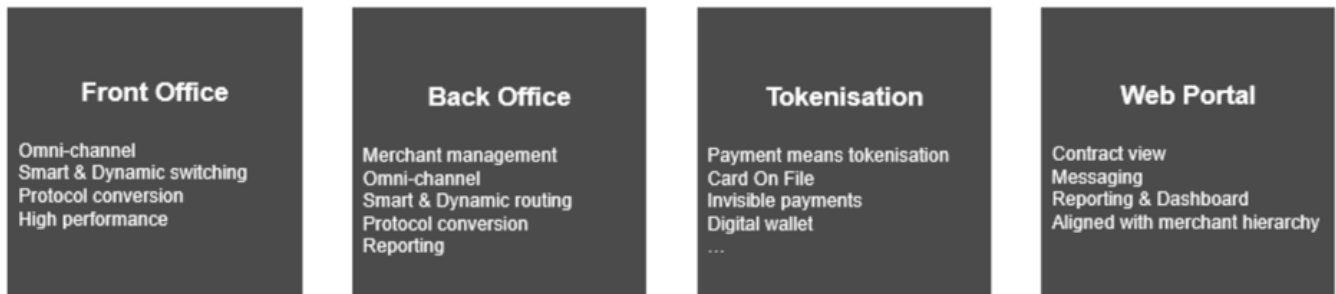 Front Office
Omni-channel
Smart & Dynamic switching
Protocol conversion
High performance
Back Office
Merchant management
Omni-channel
Smart & Dynamic routing
Protocol conversion
Reporting
Tokenisation
Payment means tokenisation
Card On File
Invisible payments
Digital wallet
...
Web Portal
Contract view
Messaging
Reporting & Dashboard
Aligned with merchant hierarchy